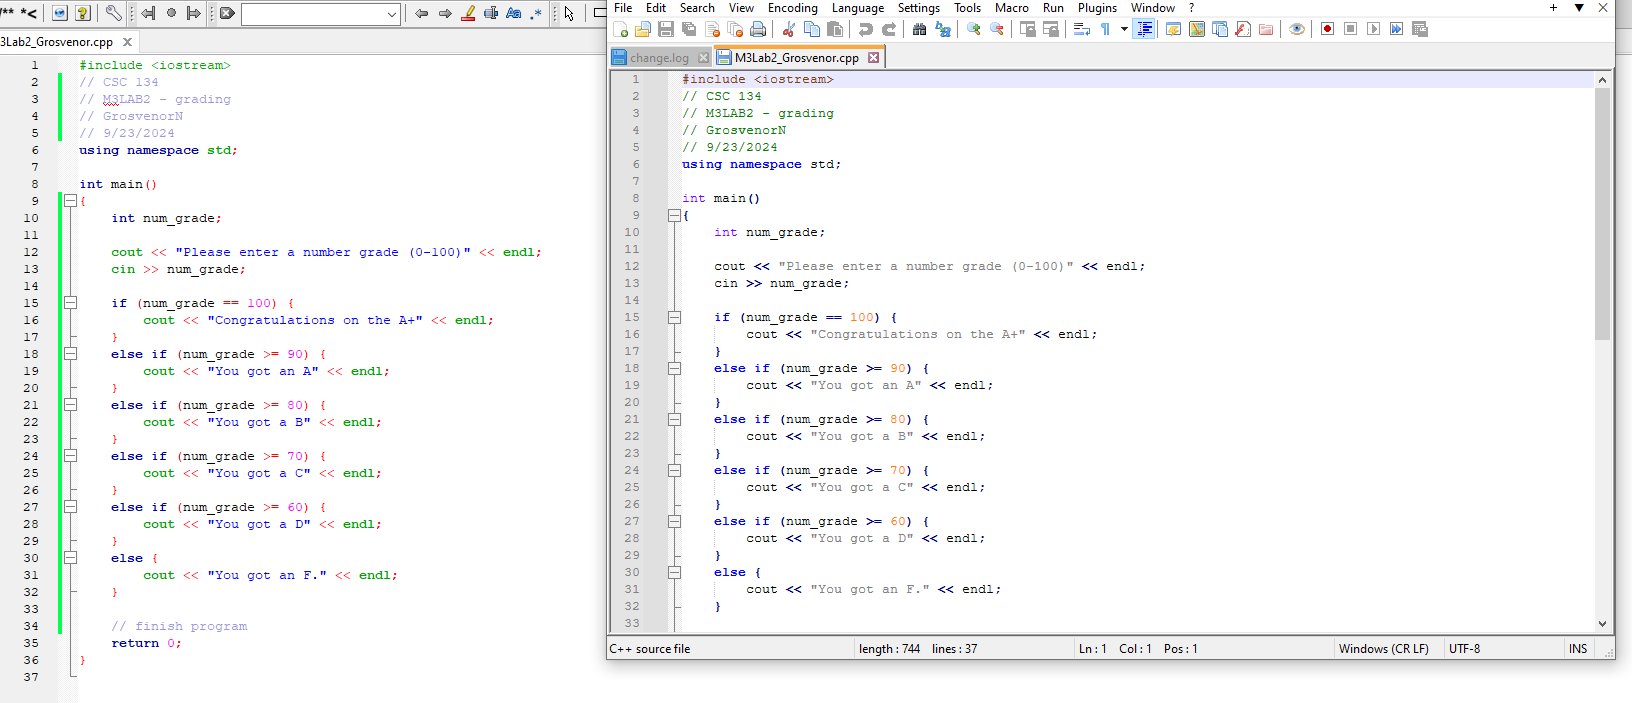 /** *<
3Lab2_Grosvenor.cpp
1 #include <iostream>
2 // CSC 134
3 // M3LAB2 - grading
4 // GrosvenorN
5 // 9/23/2024
6 using namespace std;
7
8 int main()
9 {
10 int num_grade;
11
12 cout << "Please enter a number grade (0-100)" << endl;
13 cin >> num_grade;
14
15 if (num_grade == 100) {
16 cout << "Congratulations on the A+" << endl;
17 }
18 else if (num_grade >= 90) {
19 cout << "You got an A" << endl;
20 }
21 else if (num_grade >= 80) {
22 cout << "You got a B" << endl;
23 }
24 else if (num_grade >= 70) {
25 cout << "You got a C" << endl;
26 }
27 else if (num_grade >= 60) {
28 cout << "You got a D" << endl;
29 }
30 else {
31 cout << "You got an F." << endl;
32 }
33
34 // finish program
35 return 0;
36 }
37
File Edit Search View Encoding Language Settings Tools Macro Run Plugins Window ?
change.log M3Lab2_Grosvenor.cpp
1 #include <iostream>
2 // CSC 134
3 // M3LAB2 - grading
4 // GrosvenorN
5 // 9/23/2024
6 using namespace std;
7
8 int main()
9 {
10 int num_grade;
11
12 cout << "Please enter a number grade (0-100)" << endl;
13 cin >> num_grade;
14
15 if (num_grade == 100) {
16 cout << "Congratulations on the A+" << endl;
17 }
18 else if (num_grade >= 90) {
19 cout << "You got an A" << endl;
20 }
21 else if (num_grade >= 80) {
22 cout << "You got a B" << endl;
23 }
24 else if (num_grade >= 70) {
25 cout << "You got a C" << endl;
26 }
27 else if (num_grade >= 60) {
28 cout << "You got a D" << endl;
29 }
30 else {
31 cout << "You got an F." << endl;
32 }
33
C++ source file length : 744 lines : 37 Ln : 1 Col : 1 Pos : 1 Windows (CR LF) UTF-8 INS